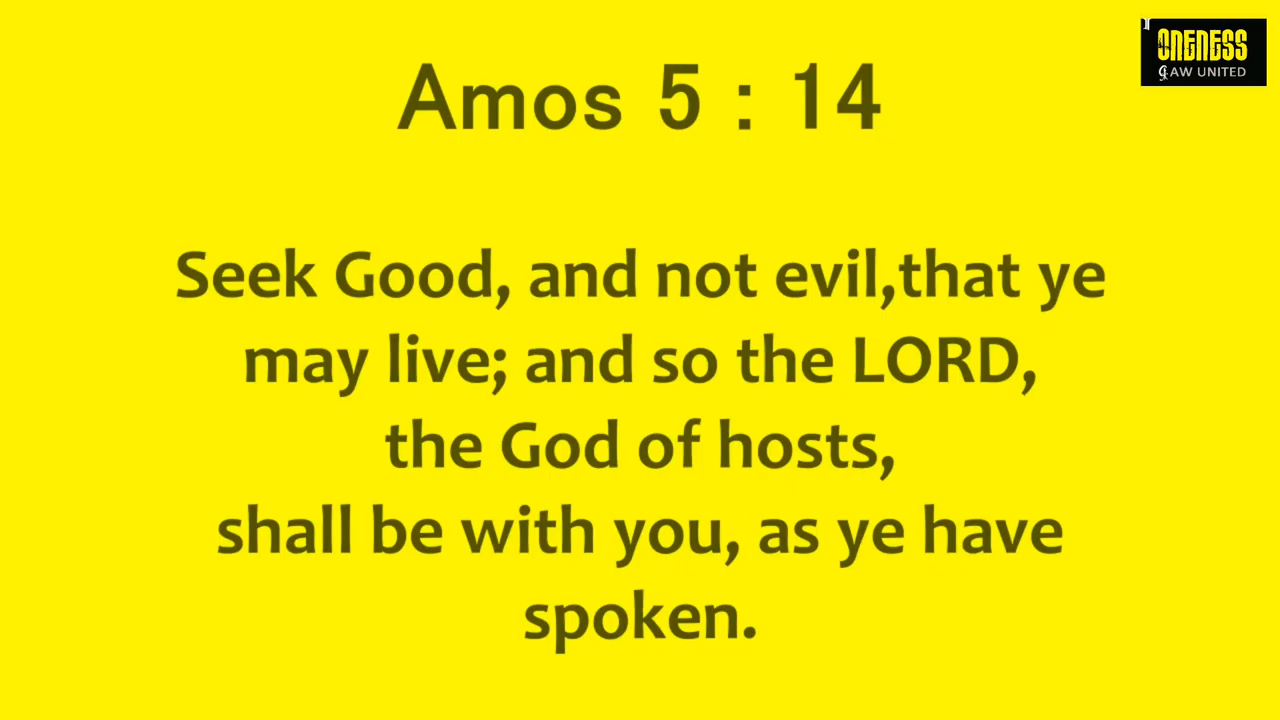 Amos 5 : 14
ONENESS
AW UNITED
Seek Good, and not evil,that ye
may live; and so the LORD,
the God of hosts,
shall be with you, as ye have
spoken.